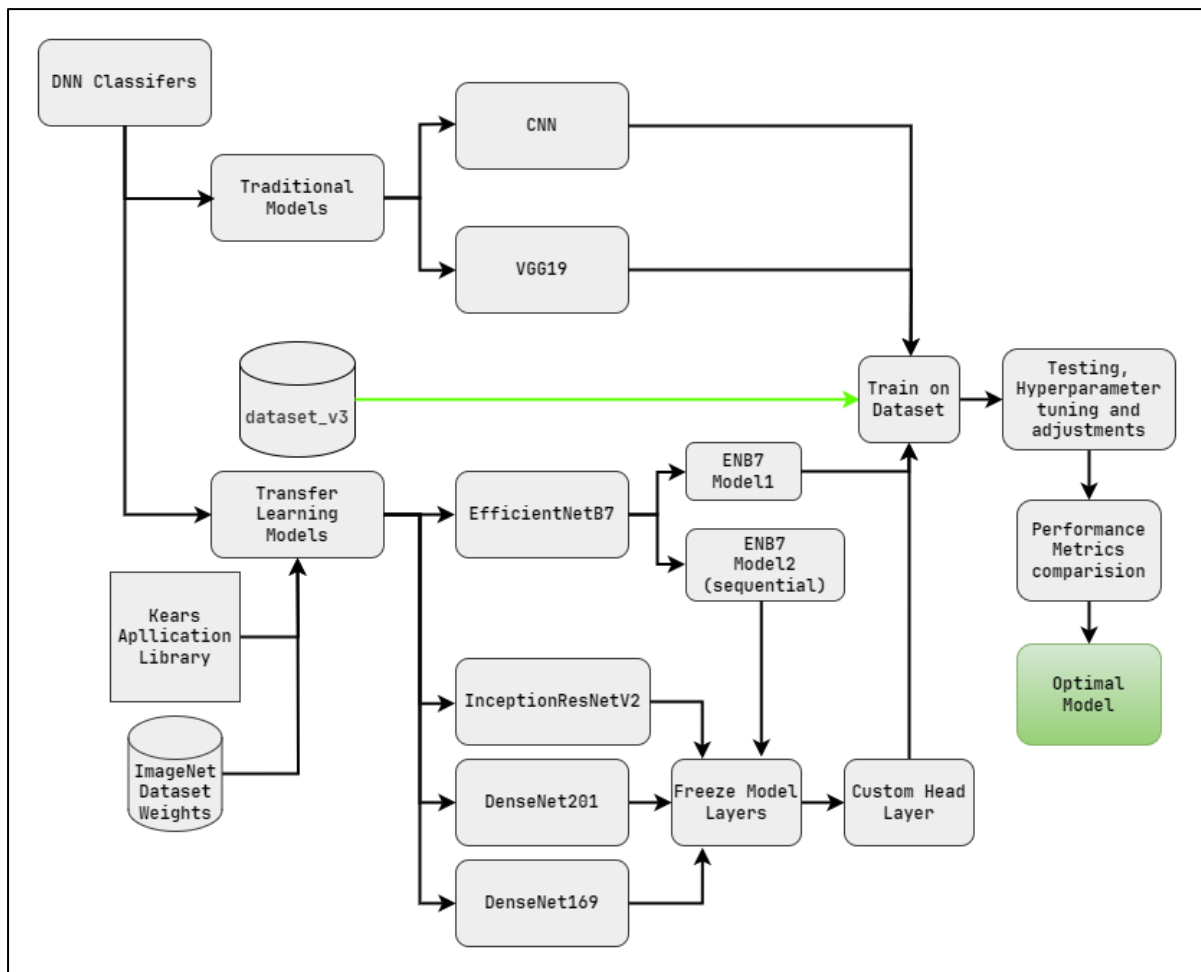 DNN Classifers
CNN
Traditional
Models
VGG19
dataset_v3
Train on
Dataset
Testing,
Hyperparameter
tuning and
adjustments
Transfer
Learning
Models
EfficientNetB7
ENB7
Model1
ENB7
Model2
(sequential)
Performance
Metrics
comparision
Kears
Apllication
Library
InceptionResNetV2
Optimal
Model
ImageNet
Dataset
Weights
DenseNet201
Freeze Model
Layers
Custom Head
Layer
DenseNet169